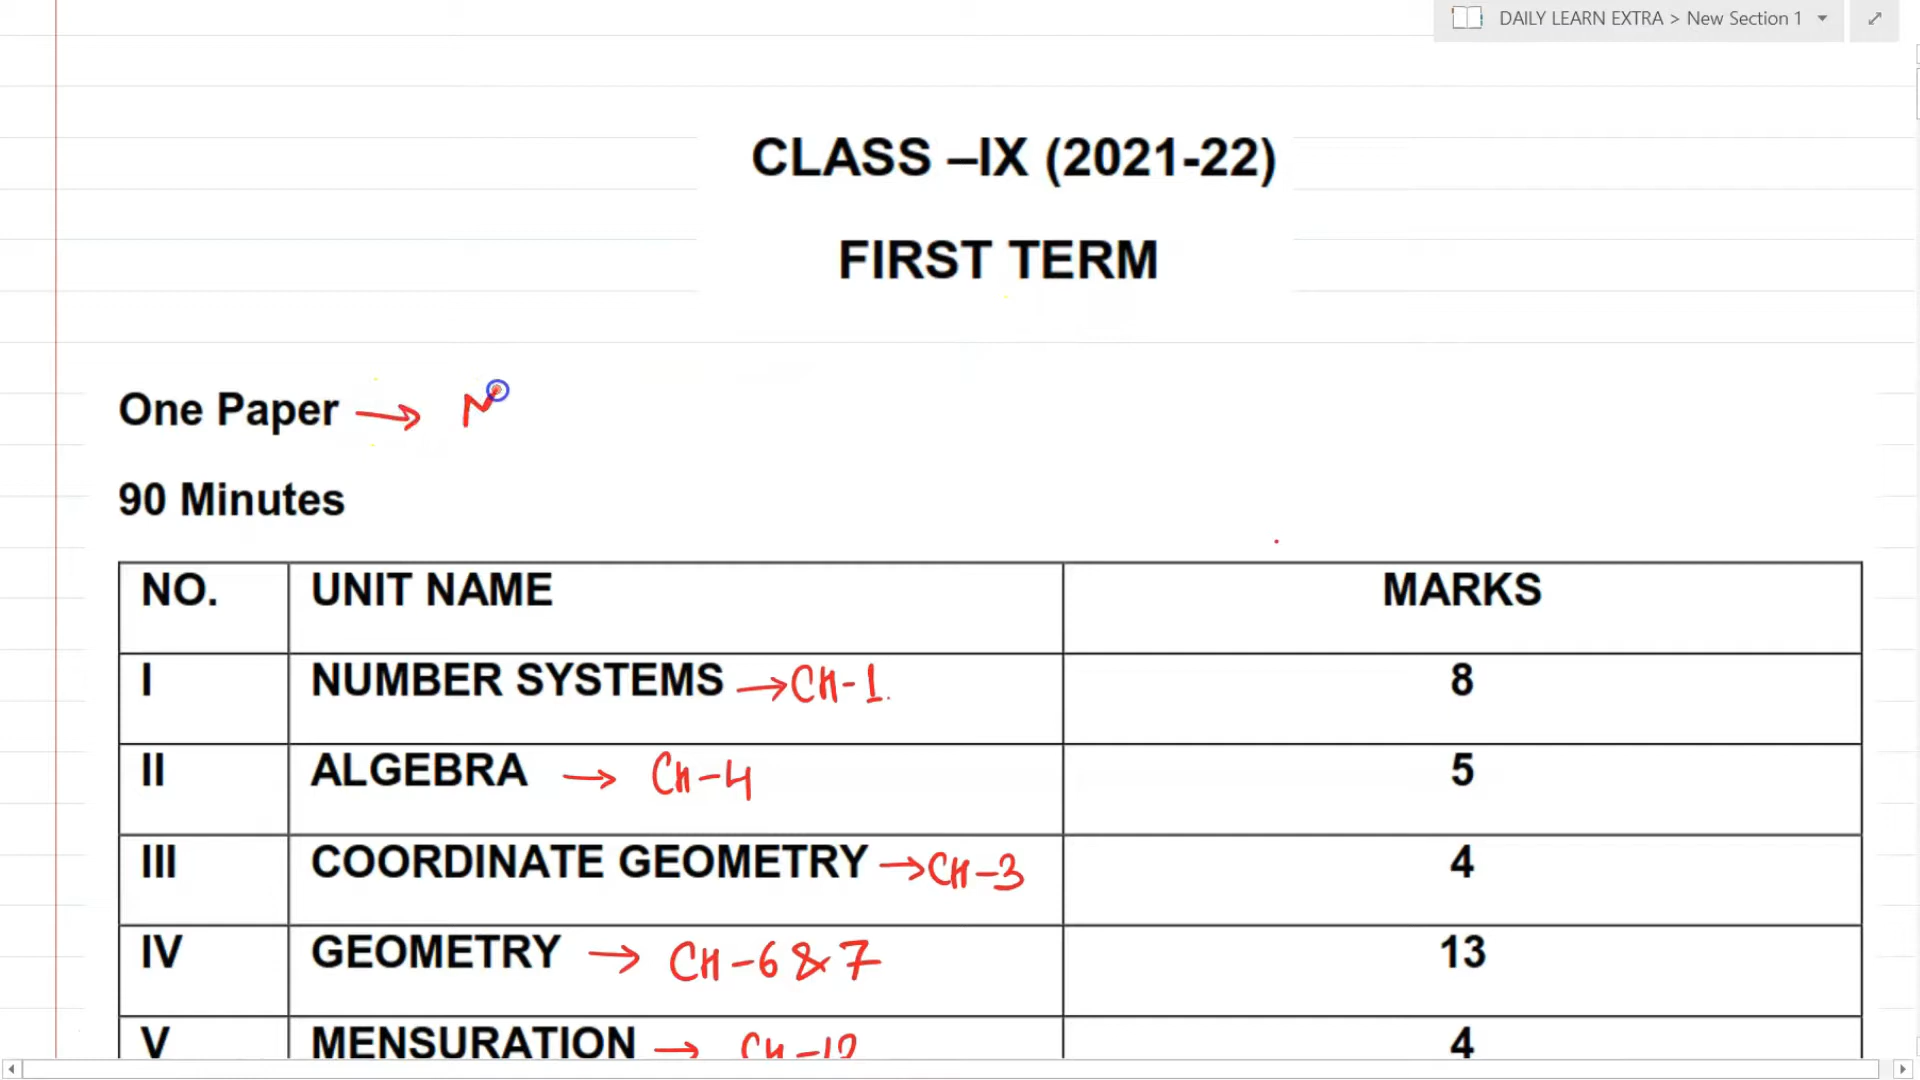 DAILY LEARN EXTRA > New Section 1
CLASS –IX (2021-22)
FIRST TERM
One Paper →
90 Minutes
NO. UNIT NAME MARKS
I NUMBER SYSTEMS → CH-1. 8
II ALGEBRA → CH-4 5
III COORDINATE GEOMETRY → CH-3 4
IV GEOMETRY → CH-6 & 7 13
V MENSURATION → 4